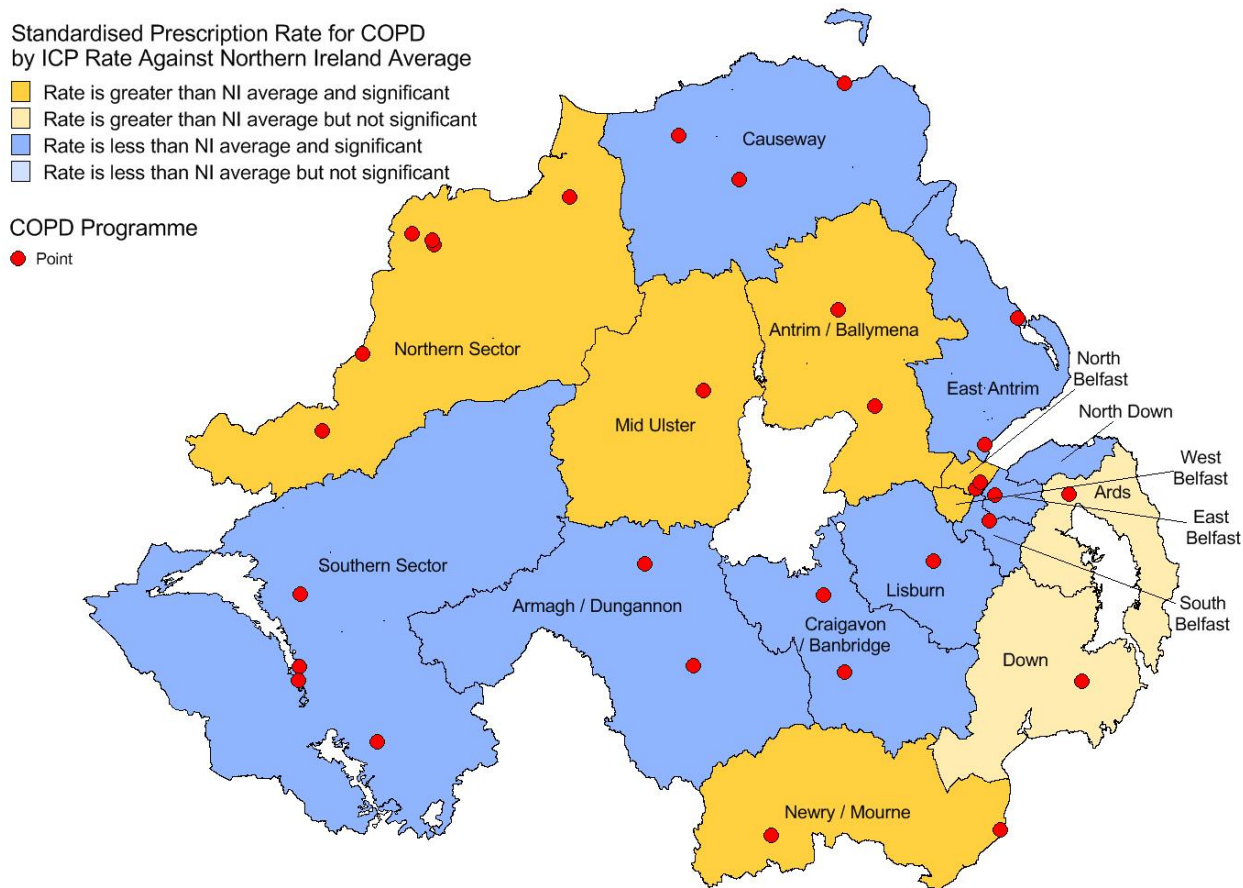 Standardised Prescription Rate for COPD
by ICP Rate Against Northern Ireland Average
Rate is greater than NI average and significant
Rate is greater than NI average but not significant
Rate is less than NI average and significant
Rate is less than NI average but not significant
COPD Programme
Point
Causeway
Northern Sector
Antrim / Ballymena
Mid Ulster
East Antrim
North
Belfast
North Down
West
Belfast
Ards
East
Belfast
South
Belfast
Southern Sector
Armagh / Dungannon
Lisburn
Craigavon
/ Banbridge
Down
Newry / Mourne